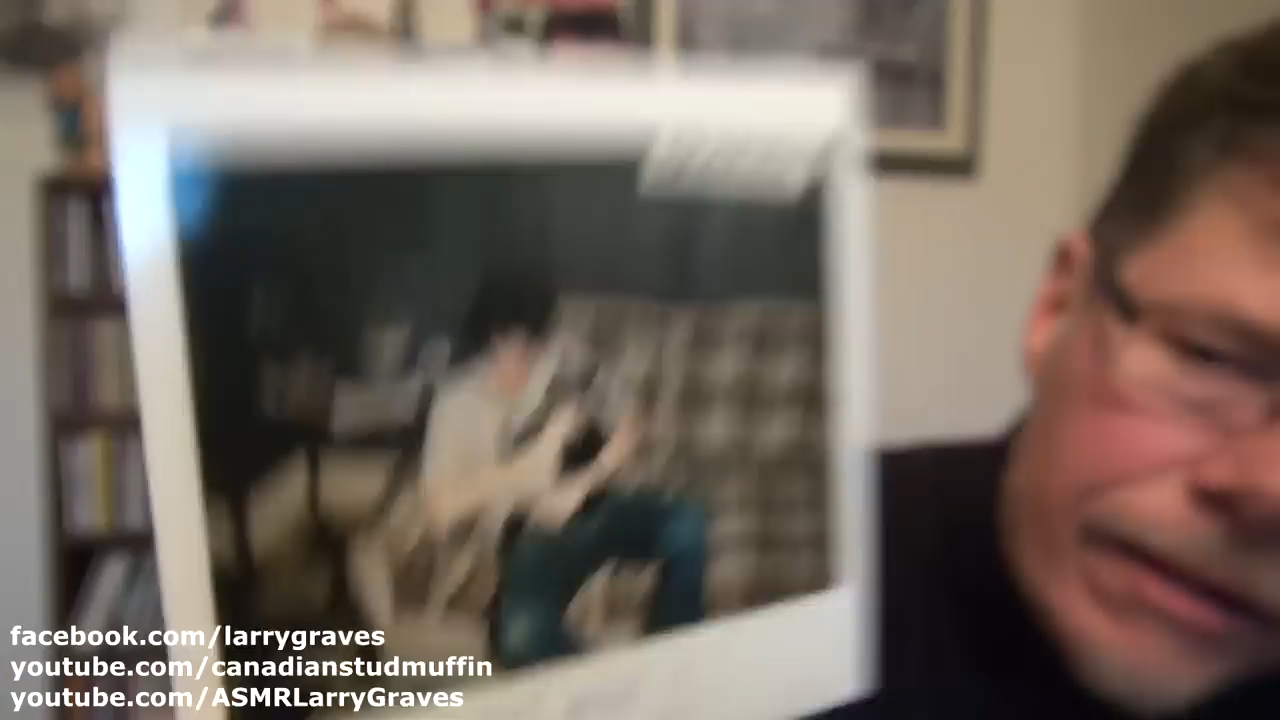 facebook.com/larrygraves
youtube.com/canadianstudmuffin
youtube.com/ASMRLarryGraves